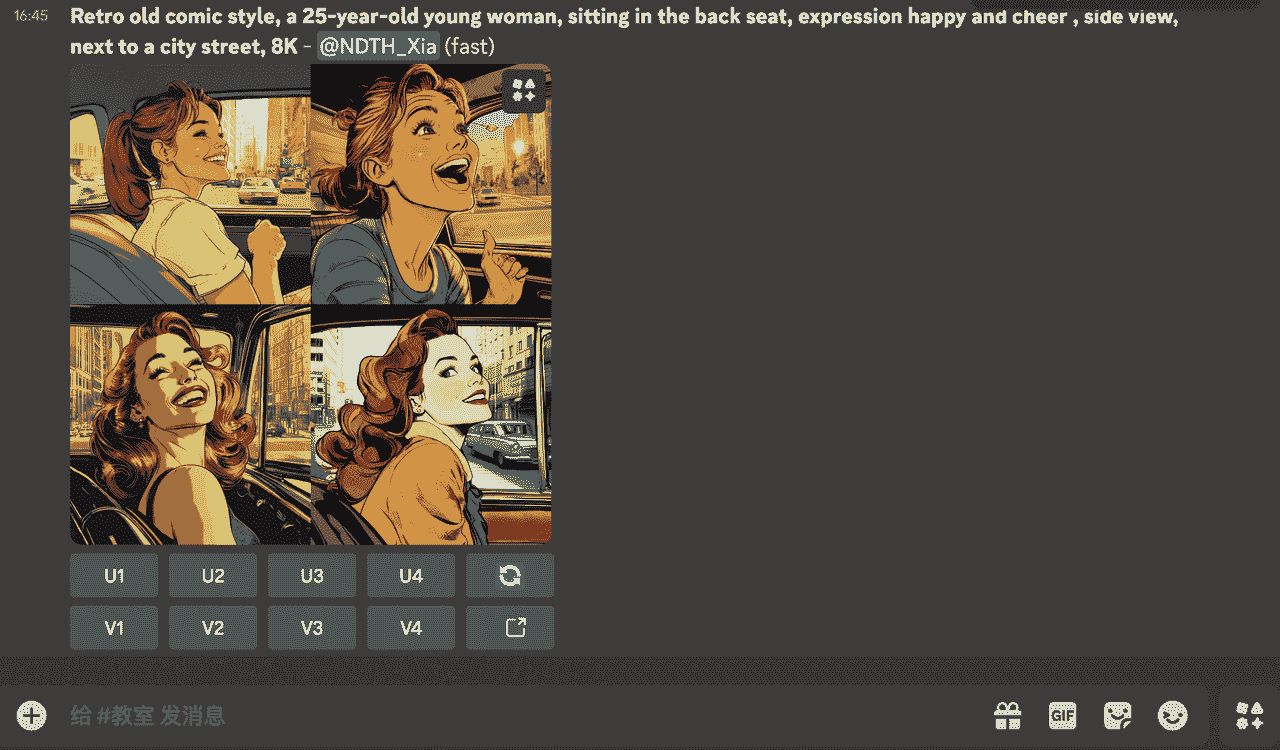 16:45 Retro old comic style, a 25-year-old young woman, sitting in the back seat, expression happy and cheer , side view,
next to a city street, 8K - @NDTH_Xia (fast)
U1 U2 U3 U4
V1 V2 V3 V4
给 #教室 发消息
GIF